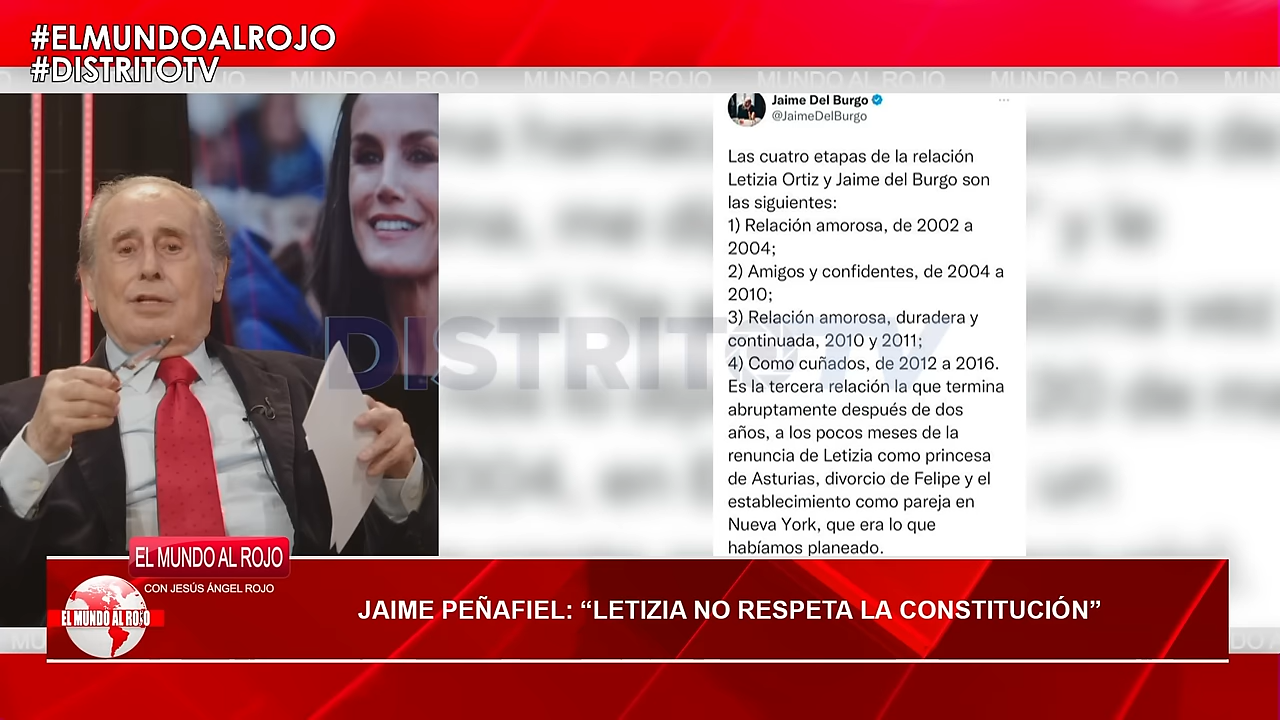 #ELMUNDOALROJO
#DISTRITOTV
MUNDO AL ROJO MUNDO AL ROJO MUNDO AL ROJO MUNDO AL ROJO
Jaime Del Burgo
@JaimeDelBurgo
Las cuatro etapas de la relación
Letizia Ortiz y Jaime del Burgo son
las siguientes:
1) Relación amorosa, de 2002 a
2004;
2) Amigos y confidentes, de 2004 a
2010;
3) Relación amorosa, duradera y
continuada, 2010 y 2011;
4) Como cuñados, de 2012 a 2016.
Es la tercera relación la que termina
abruptamente después de dos
años, a los pocos meses de la
renuncia de Letizia como princesa
de Asturias, divorcio de Felipe y el
establecimiento como pareja en
Nueva York, que era lo que
habíamos planeado.
DISTRITOTV
EL MUNDO AL ROJO
CON JESÚS ÁNGEL ROJO
EL MUNDO AL ROJO
JAIME PEÑAFIEL: “LETIZIA NO RESPETA LA CONSTITUCIÓN”